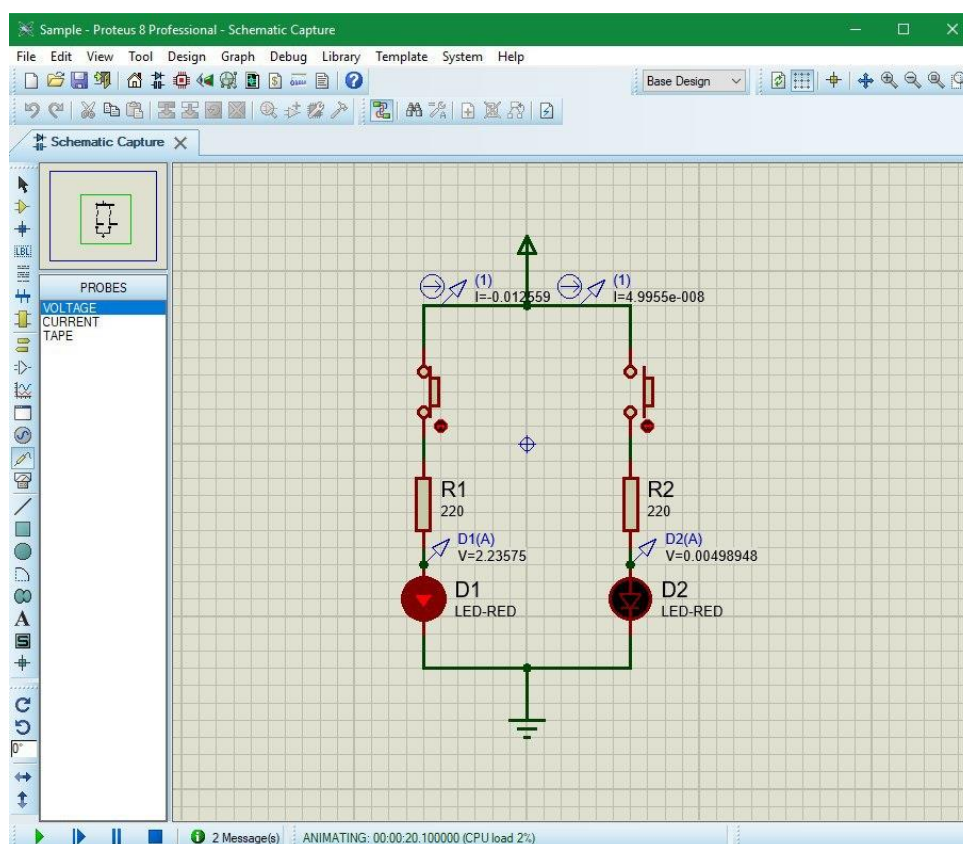 Sample - Proteus 8 Professional - Schematic Capture
File Edit View Tool Design Graph Debug Library Template System Help
Base Design
Schematic Capture
LBL
PROBES
VOLTAGE
CURRENT
TAPE
A
S
0°
(1)
I=-0.012559
(1)
I=4.9955e-008
R1
220
R2
220
D1(A)
V=2.23575
D2(A)
V=0.00498948
D1
LED-RED
D2
LED-RED
2 Message(s)
ANIMATING: 00:00:20.100000 (CPU load 2%)